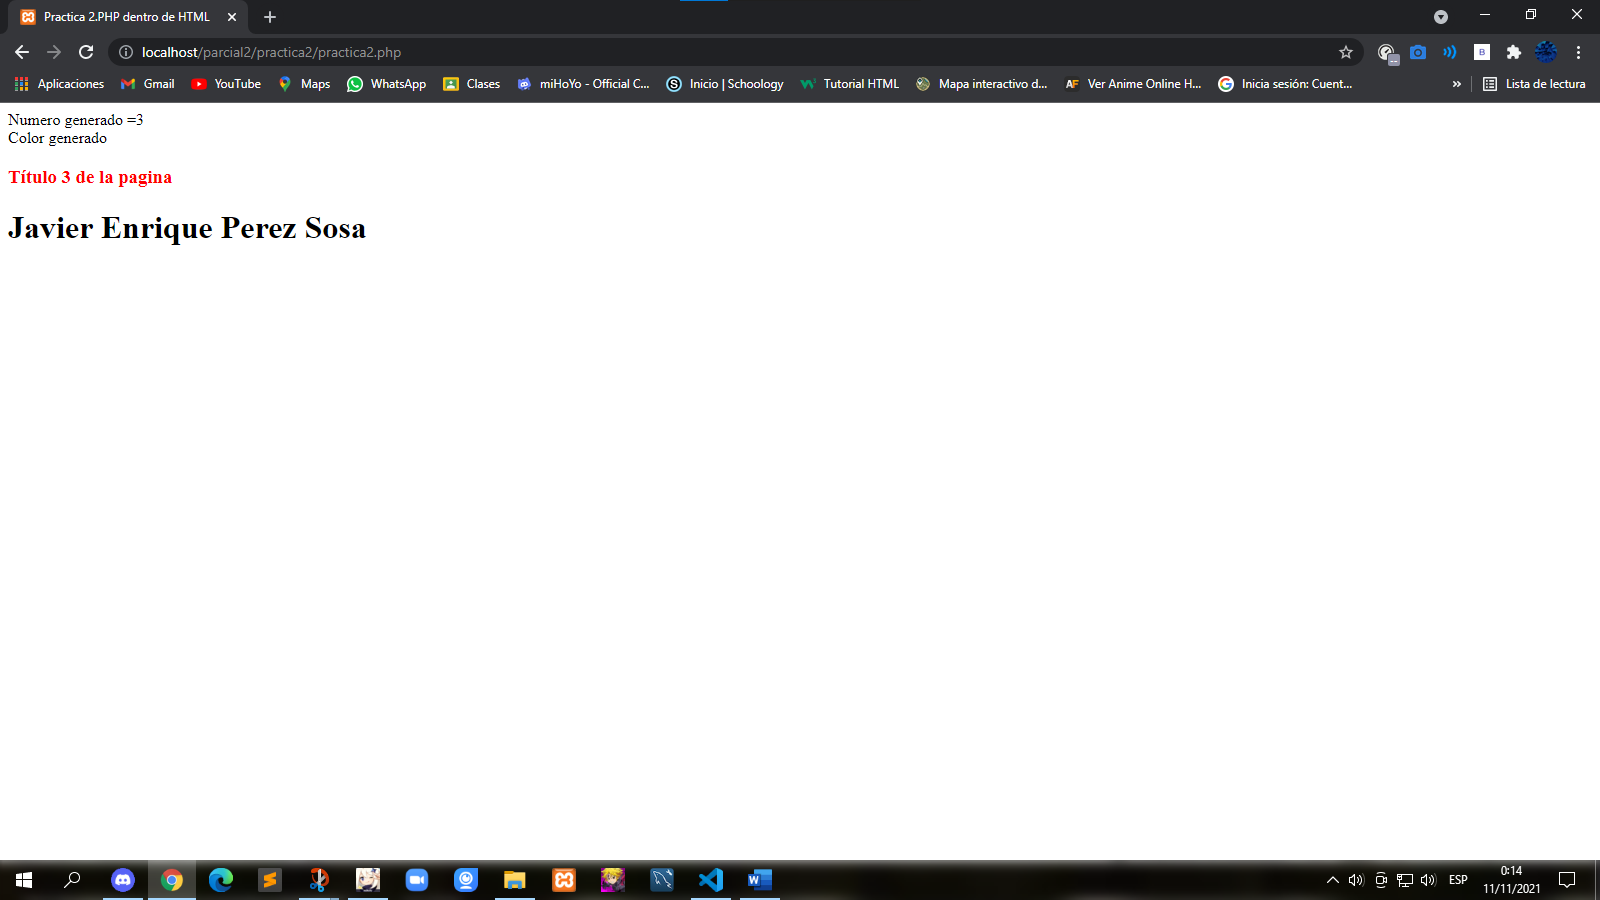 Practica 2.PHP dentro de HTML
localhost/parcial2/practica2/practica2.php
Aplicaciones Gmail YouTube Maps WhatsApp Clases miHoYo - Official C... Inicio | Schoology Tutorial HTML Mapa interactivo d... AF Ver Anime Online H... Inicia sesión: Cuent... » Lista de lectura
Numero generado =3
Color generado
Título 3 de la pagina
Javier Enrique Perez Sosa
ESP
0:14
11/11/2021